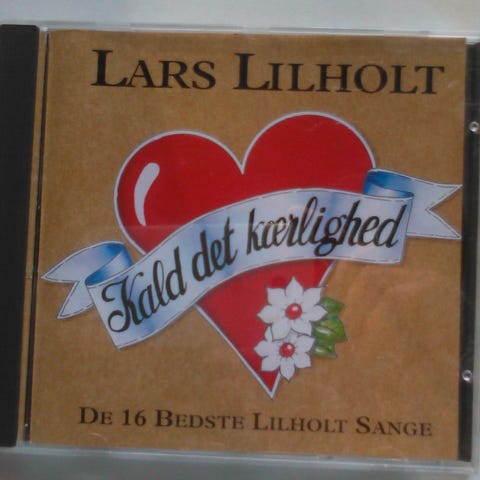 LARS LILHOLT
Kald det kærlighed
DE 16 BEDSTE LILHOLT SANGE